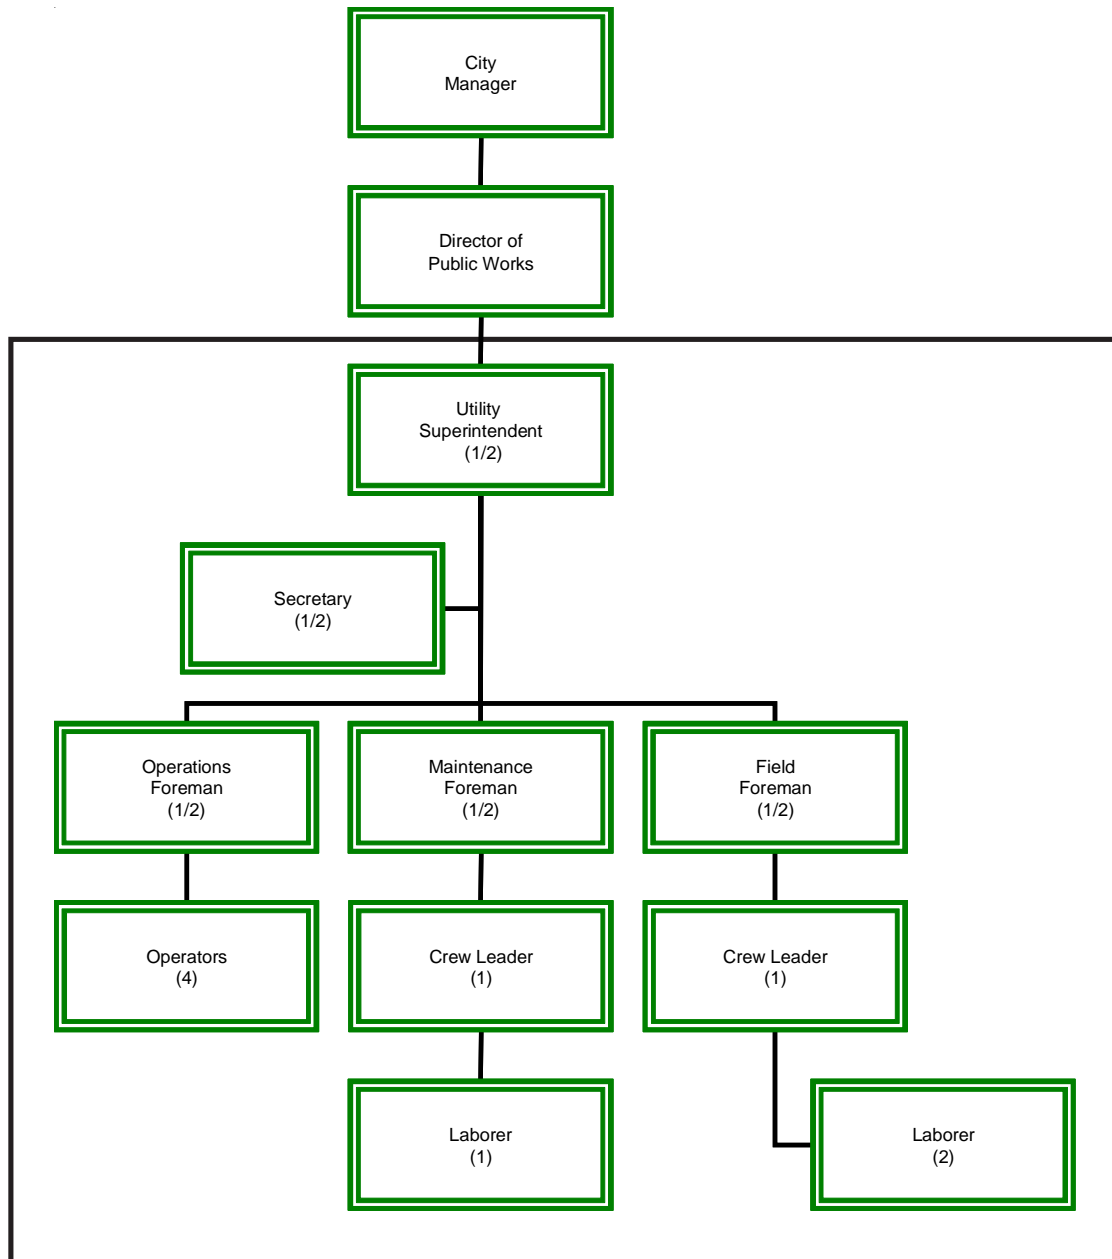 City
Manager
Director of
Public Works
Utility
Superintendent
(1/2)
Secretary
(1/2)
Operations
Foreman
(1/2)
Maintenance
Foreman
(1/2)
Field
Foreman
(1/2)
Operators
(4)
Crew Leader
(1)
Crew Leader
(1)
Laborer
(1)
Laborer
(2)